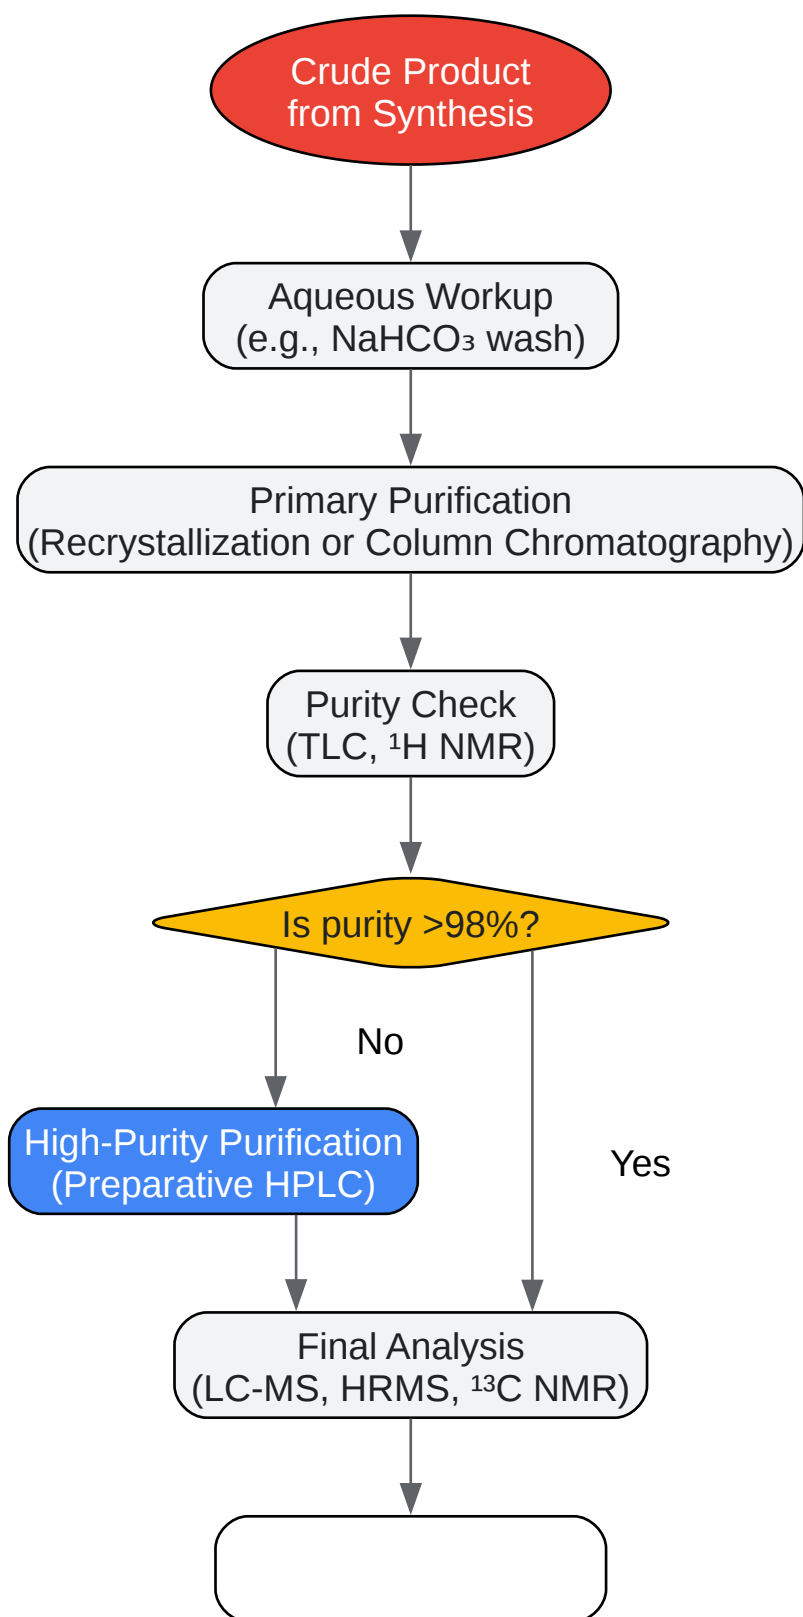 Crude Product
from Synthesis
Aqueous Workup
(e.g., NaHCO₃ wash)
Primary Purification
(Recrystallization or Column Chromatography)
Purity Check
(TLC, ¹H NMR)
Is purity >98%?
No
High-Purity Purification
(Preparative HPLC)
Yes
Final Analysis
(LC-MS, HRMS, ¹³C NMR)